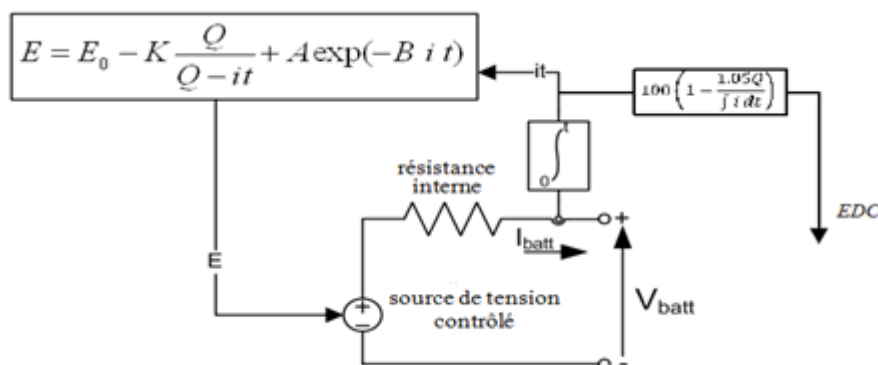 E = E₀ − K Q/(Q − it) + A exp(−B i t)
it
100(1 − 1.05Q/∫ i dt)
t
∫
0
résistance
interne
EDC
+
I_batt
E
+
−
source de tension
contrôlé
V_batt
-